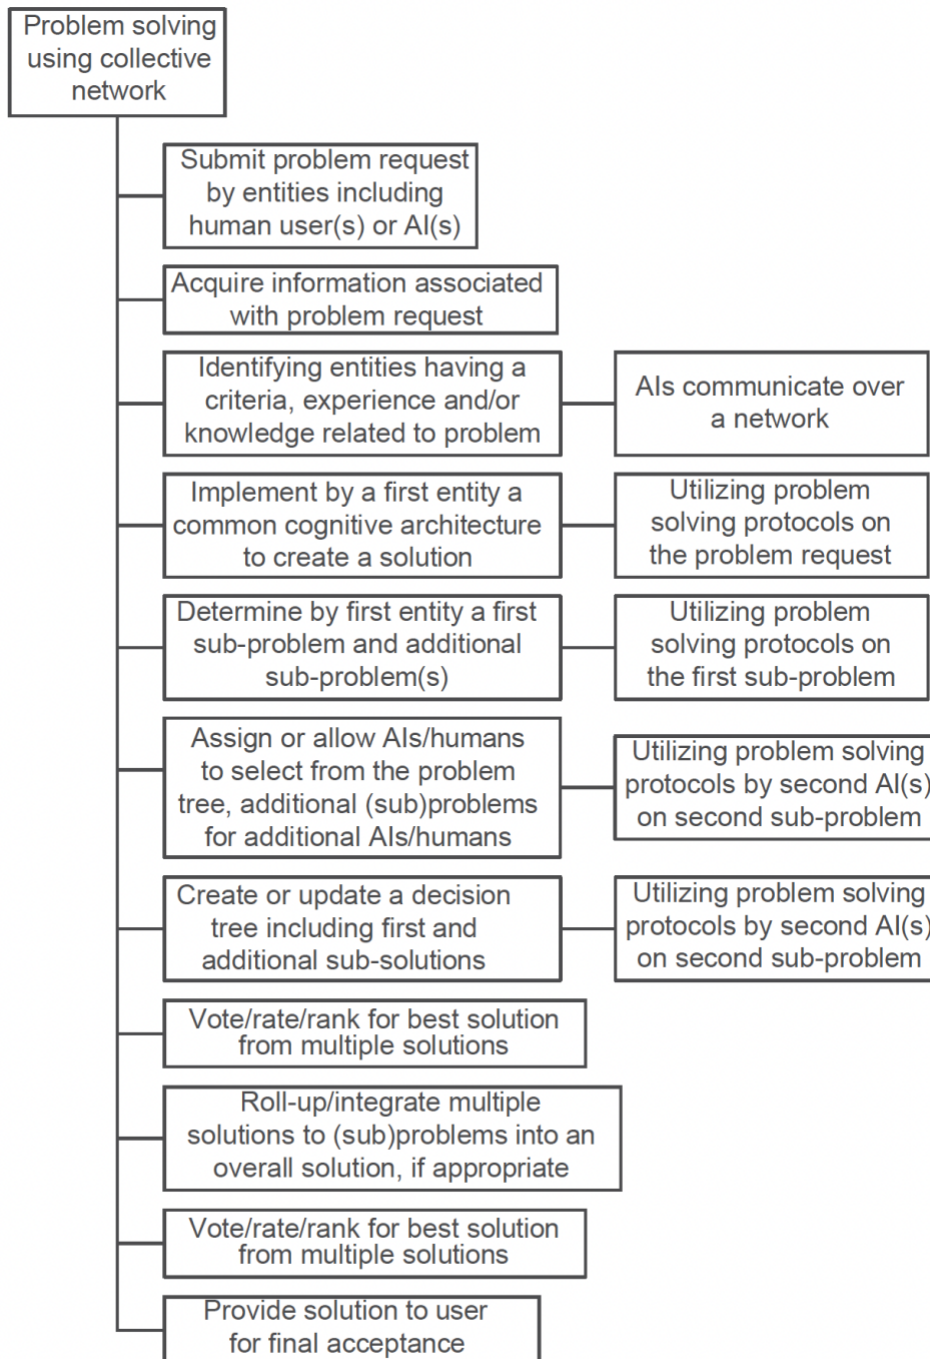 Problem solving
using collective
network
Submit problem request
by entities including
human user(s) or AI(s)
Acquire information associated
with problem request
Identifying entities having a
criteria, experience and/or
knowledge related to problem
AIs communicate over
a network
Implement by a first entity a
common cognitive architecture
to create a solution
Utilizing problem
solving protocols on
the problem request
Determine by first entity a first
sub-problem and additional
sub-problem(s)
Utilizing problem
solving protocols on
the first sub-problem
Assign or allow AIs/humans
to select from the problem
tree, additional (sub)problems
for additional AIs/humans
Utilizing problem solving
protocols by second AI(s)
on second sub-problem
Create or update a decision
tree including first and
additional sub-solutions
Utilizing problem solving
protocols by second AI(s)
on second sub-problem
Vote/rate/rank for best solution
from multiple solutions
Roll-up/integrate multiple
solutions to (sub)problems into an
overall solution, if appropriate
Vote/rate/rank for best solution
from multiple solutions
Provide solution to user
for final acceptance